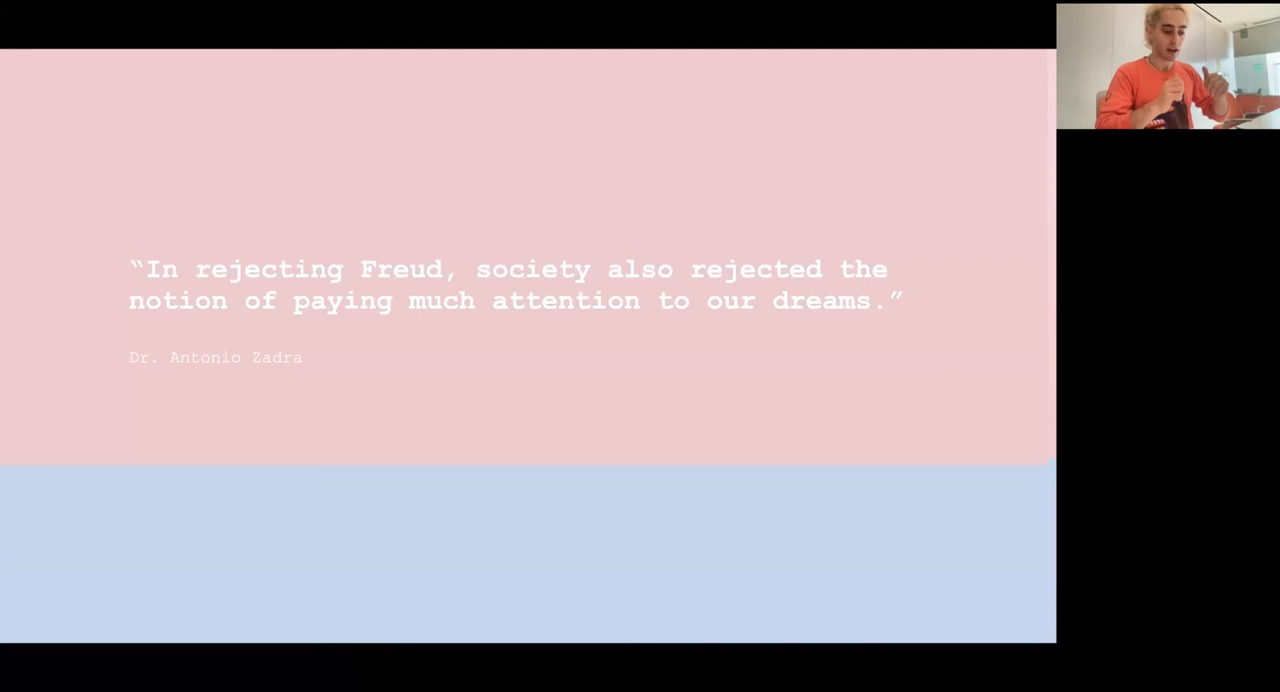 “In rejecting Freud, society also rejected the
notion of paying much attention to our dreams.”
Dr. Antonio Zadra